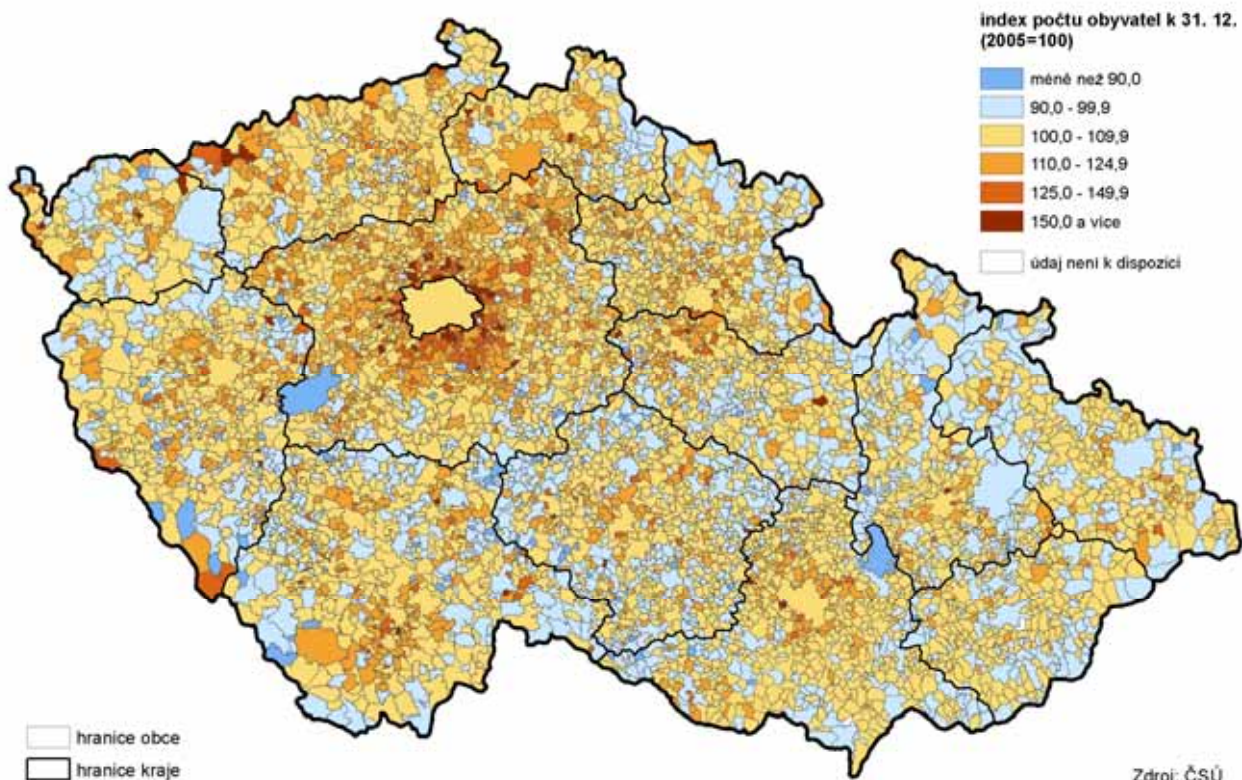 index počtu obyvatel k 31. 12.
(2005=100)
méně než 90,0
90,0 - 99,9
100,0 - 109,9
110,0 - 124,9
125,0 - 149,9
150,0 a více
údaj není k dispozici
hranice obce
hranice kraje
Zdroj: ČSÚ